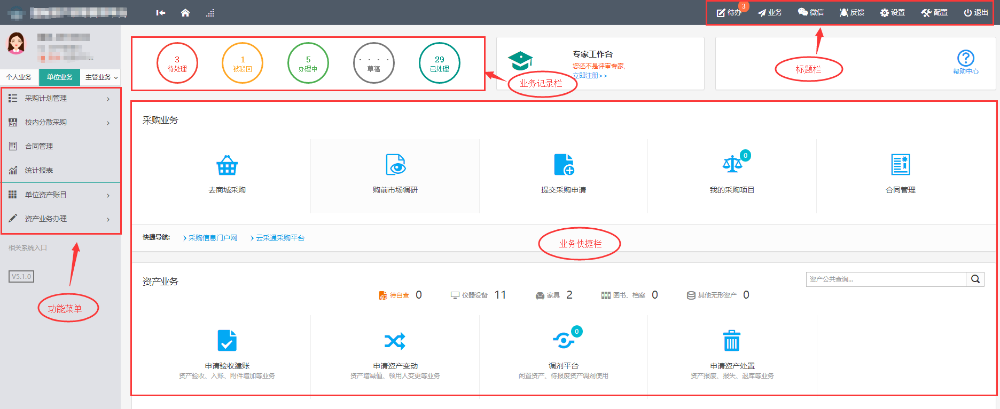 待办 3 业务 微信 反馈 设置 配置 退出
个人业务 单位业务 主管业务
采购计划管理
校内分散采购
合同管理
统计报表
单位资产账目
资产业务办理
相关系统入口
V5.1.0
功能菜单
3
待处理
1
被驳回
5
办理中
- - - -
草稿
29
已处理
业务记录栏
专家工作台
您还不是评审专家,
立即注册>>
标题栏
帮助中心
采购业务
去商城采购
购前市场调研
提交采购申请
0
我的采购项目
合同管理
快捷导航: 采购信息门户网 云采通采购平台
业务快捷栏
资产业务
资产公共查询...
待自查 0 仪器设备 11 家具 2 图书、档案 0 其他无形资产 0
申请验收建账
资产验收、入账、附件增加等业务
申请资产变动
资产增减值、领用人变更等业务
0
调剂平台
闲置资产、待报废资产调剂使用
申请资产处置
资产报废、报失、退库等业务